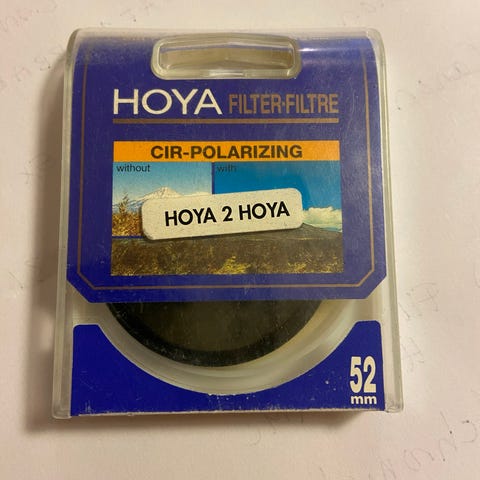 HOYA FILTER·FILTRE
CIR-POLARIZING
without with
HOYA 2 HOYA
52
mm